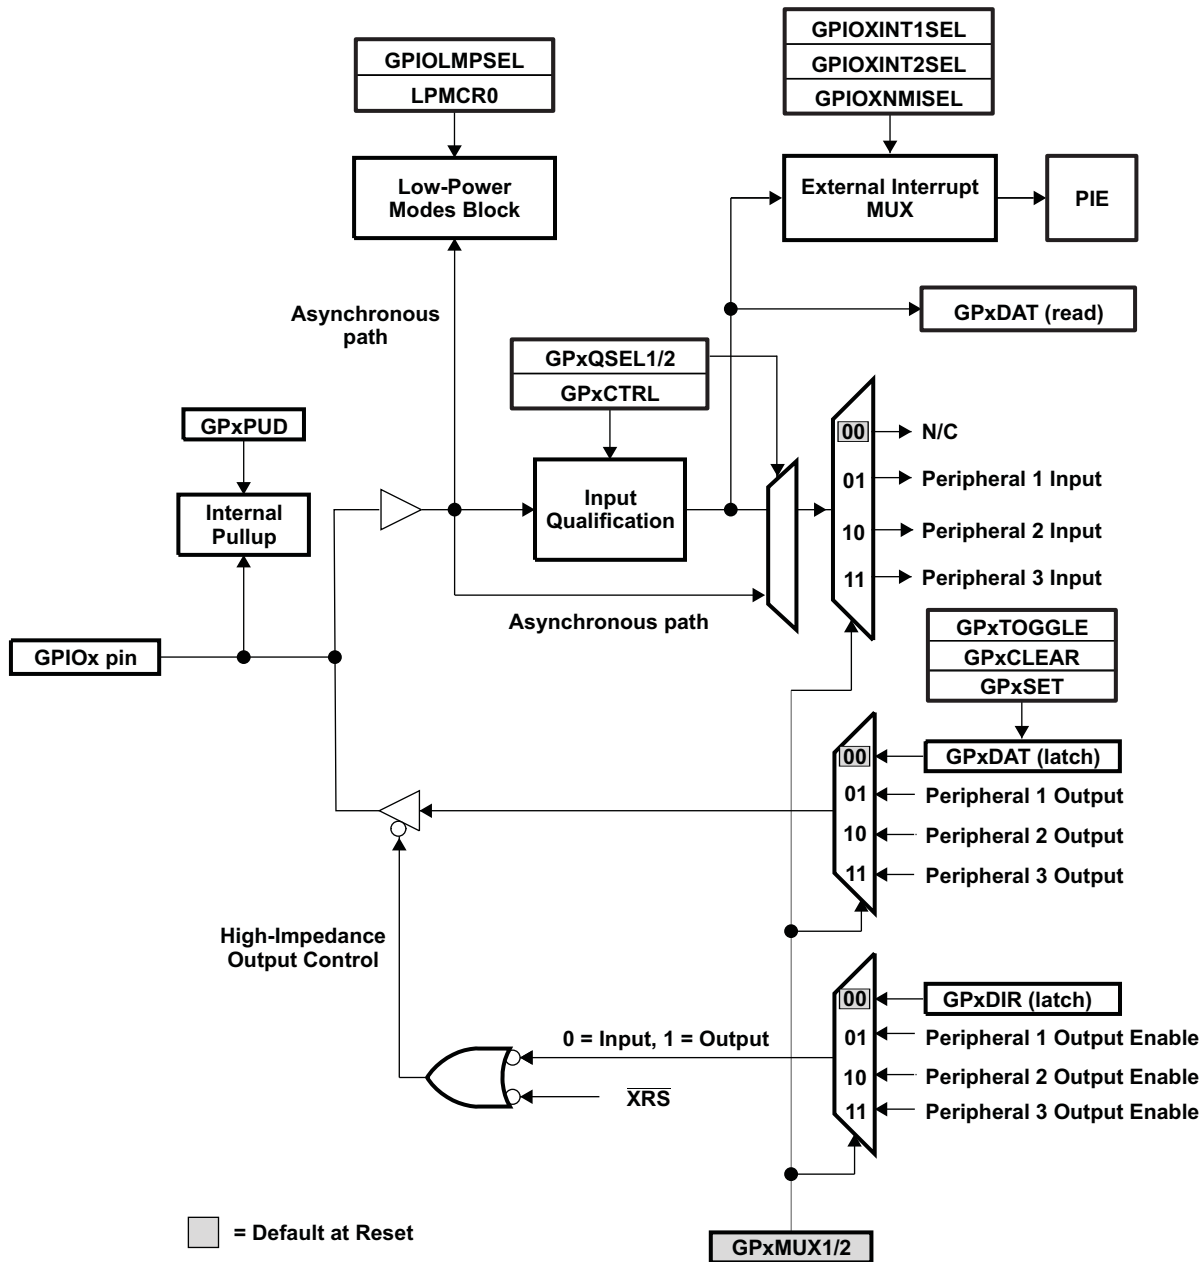 GPIOXINT1SEL
GPIOXINT2SEL
GPIOXNMISEL
GPIOLMPSEL
LPMCR0
Low-Power
Modes Block
External Interrupt
MUX
PIE
Asynchronous
path
GPxDAT (read)
GPxQSEL1/2
GPxCTRL
GPxPUD
Internal
Pullup
Input
Qualification
00
N/C
01
Peripheral 1 Input
10
Peripheral 2 Input
11
Peripheral 3 Input
Asynchronous path
GPIOx pin
GPxTOGGLE
GPxCLEAR
GPxSET
00
GPxDAT (latch)
01
Peripheral 1 Output
10
Peripheral 2 Output
11
Peripheral 3 Output
High-Impedance
Output Control
00
GPxDIR (latch)
0 = Input, 1 = Output
01
Peripheral 1 Output Enable
10
Peripheral 2 Output Enable
XRS
11
Peripheral 3 Output Enable
= Default at Reset
GPxMUX1/2